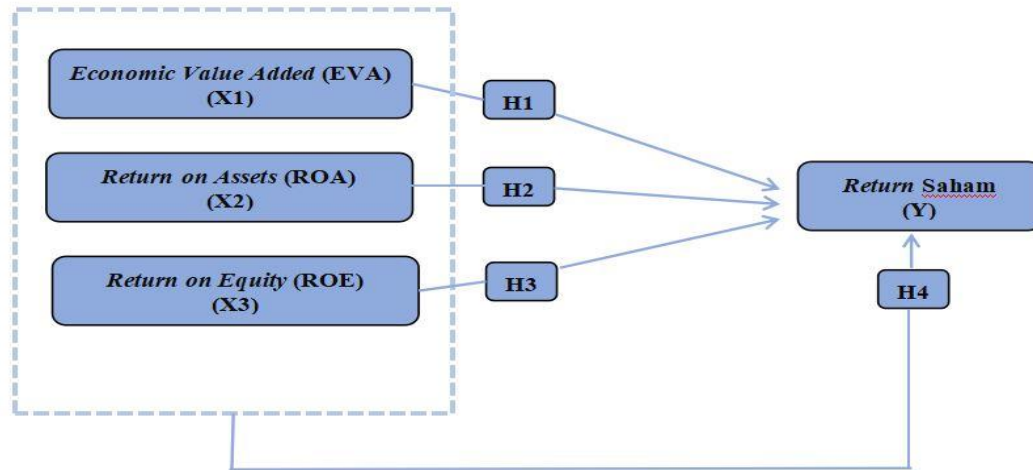 Economic Value Added (EVA)
(X1)
H1
Return on Assets (ROA)
(X2)
H2
Return Saham
(Y)
Return on Equity (ROE)
(X3)
H3
H4